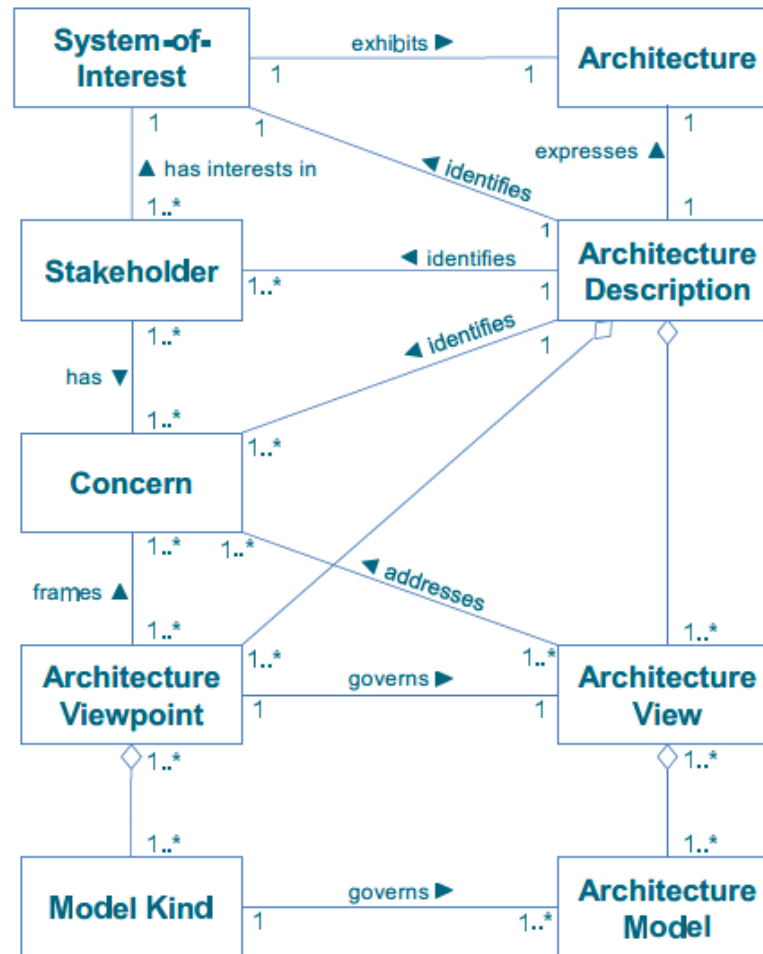 System-of-
Interest
exhibits ►
1
1
Architecture
1
1
1
▲ has interests in
◄ identifies
expresses ▲
1..*
1
1
Stakeholder
1..*
◄ identifies
1
Architecture
Description
1..*
has ▼
◄ identifies
1
1..*
1..*
Concern
1..*
1..*
frames ▲
◄ addresses
1..*
1..*
1..*
1..*
Architecture
Viewpoint
governs ►
1
1
Architecture
View
1..*
1..*
1..*
1..*
Model Kind
governs ►
1
1..*
Architecture
Model